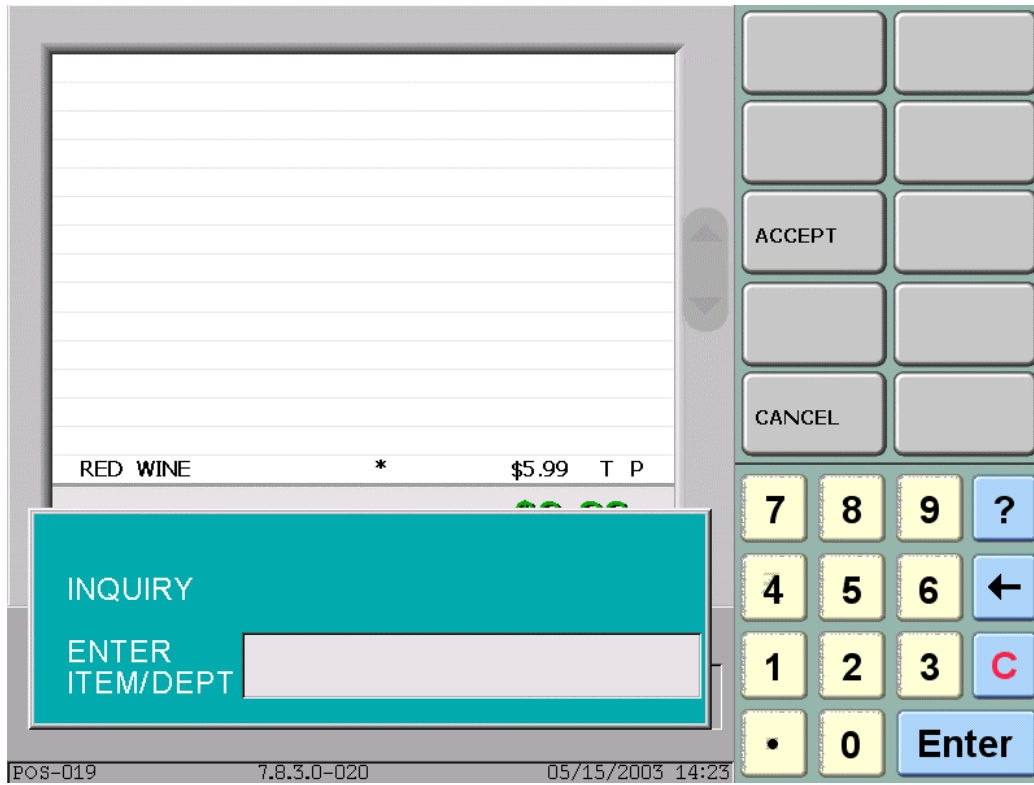 RED WINE * $5.99 T P
INQUIRY
ENTER
ITEM/DEPT
POS-019 7.8.3.0-020 05/15/2003 14:23
ACCEPT
CANCEL
7 8 9 ?
4 5 6 ←
1 2 3 C
• 0 Enter